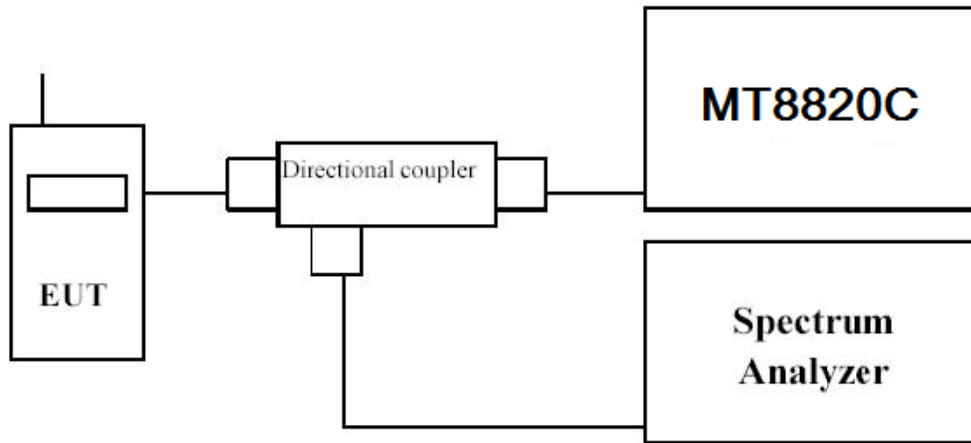 MT8820C
Directional coupler
EUT
Spectrum
Analyzer